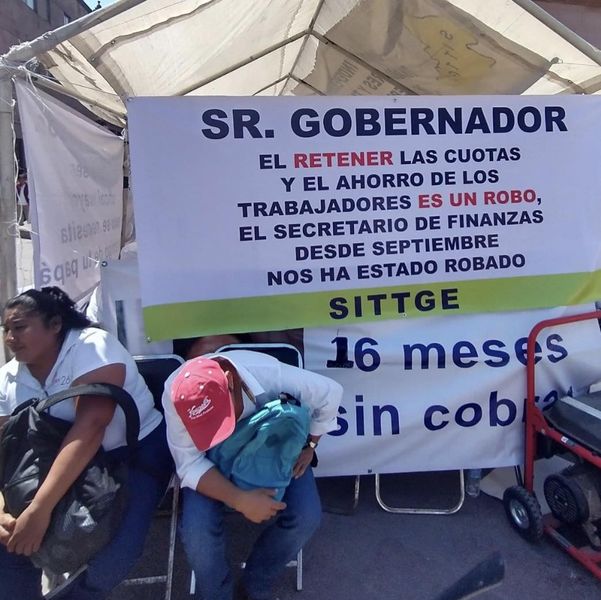 SR. GOBERNADOR
EL RETENER LAS CUOTAS
Y EL AHORRO DE LOS
TRABAJADORES ES UN ROBO,
EL SECRETARIO DE FINANZAS
DESDE SEPTIEMBRE
NOS HA ESTADO ROBADO
SITTGE
16 meses
sin